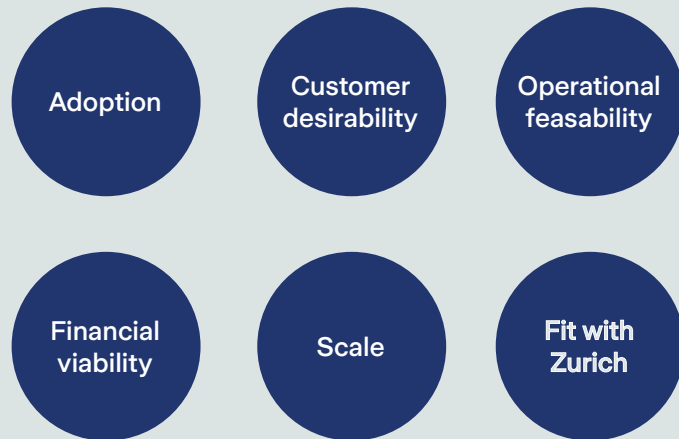 Adoption
Customer
desirability
Operational
feasability
Financial
viability
Scale
Fit with
Zurich